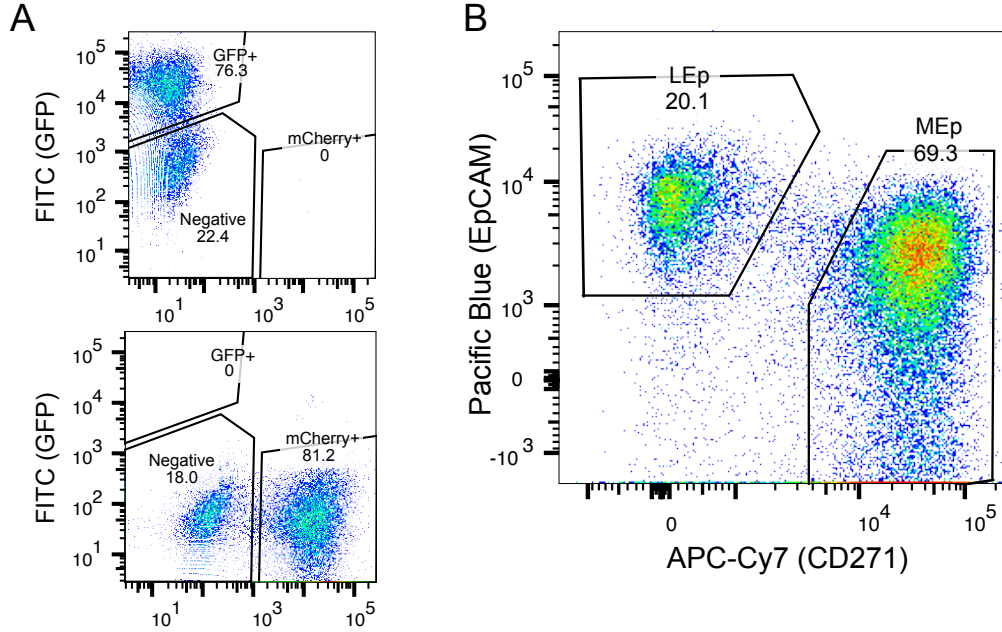 A
FITC (GFP)
10^5
10^4
10^3
10^2
10^1
GFP+
76.3
mCherry+
0
Negative
22.4
10^1
10^3
10^5
FITC (GFP)
10^5
10^4
10^3
10^2
10^1
GFP+
0
Negative
18.0
mCherry+
81.2
10^1
10^3
10^5
B
Pacific Blue (EpCAM)
10^5
10^4
10^3
0
-10^3
LEp
20.1
MEp
69.3
0
10^4
10^5
APC-Cy7 (CD271)